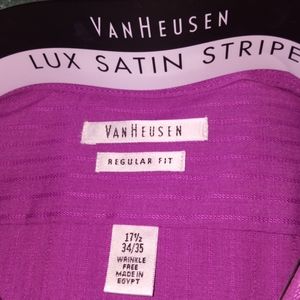 VANHEUSEN
LUX SATIN STRIPE
VANHEUSEN
REGULAR FIT
17½
34/35
WRINKLE
FREE
MADE IN
EGYPT